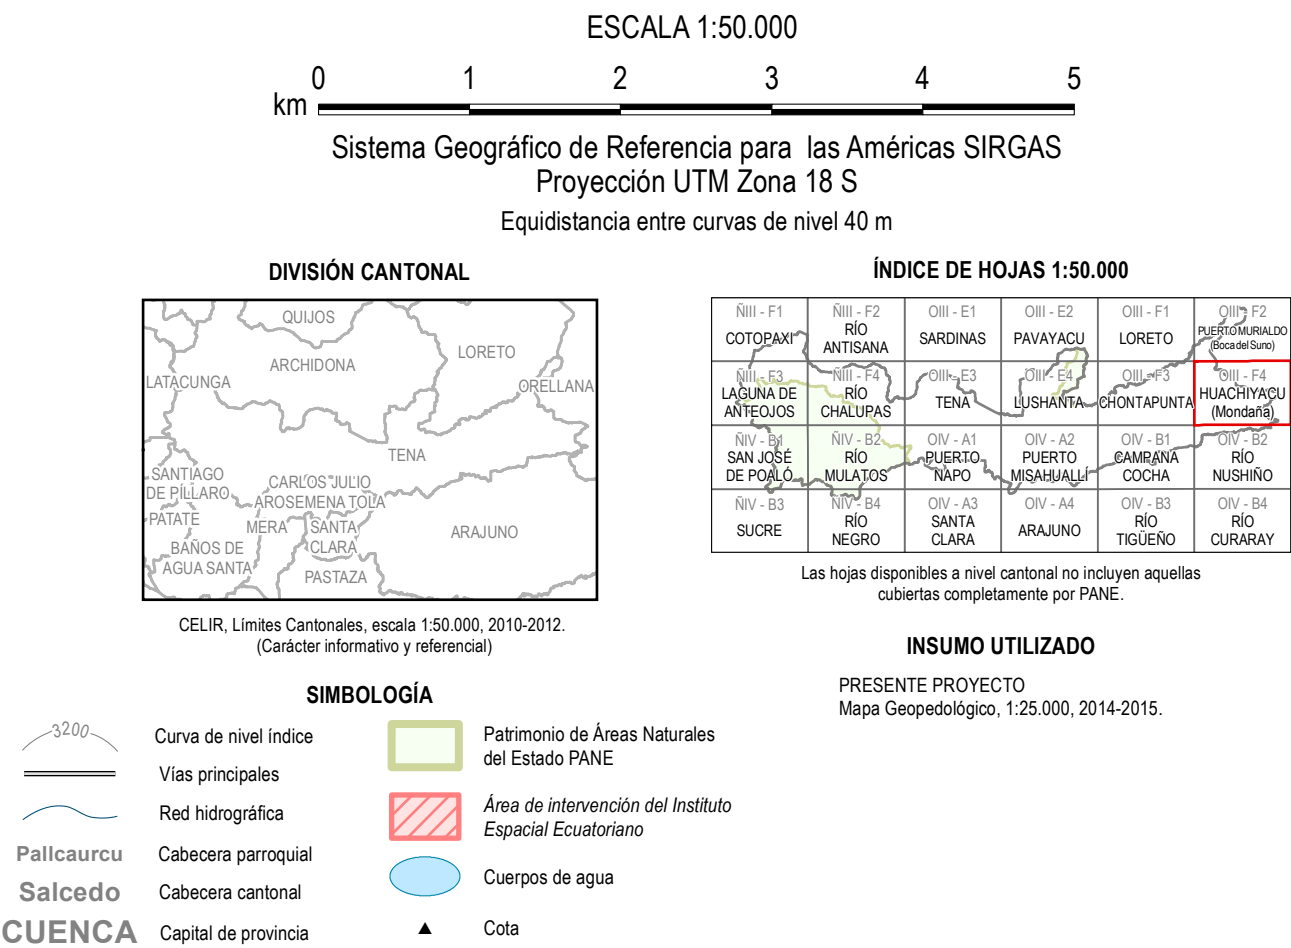 ESCALA 1:50.000
0 1 2 3 4 5
km
Sistema Geográfico de Referencia para las Américas SIRGAS
Proyección UTM Zona 18 S
Equidistancia entre curvas de nivel 40 m
DIVISIÓN CANTONAL
QUIJOS
ARCHIDONA
LORETO
LATACUNGA
ORELLANA
TENA
SANTIAGO
DE PÍLLARO
CARLOS JULIO
AROSEMENA TOLA
PATATE
MERA
SANTA
CLARA
ARAJUNO
BAÑOS DE
AGUA SANTA
PASTAZA
CELIR, Límites Cantonales, escala 1:50.000, 2010-2012.
(Carácter informativo y referencial)
ÍNDICE DE HOJAS 1:50.000
ÑIII - F1
COTOPAXI
ÑIII - F2
RÍO
ANTISANA
OIII - E1
SARDINAS
OIII - E2
PAVAYACU
OIII - F1
LORETO
OIII - F2
PUERTO MURIALDO
(Boca del Suno)
ÑIII - F3
LAGUNA DE
ANTEOJOS
ÑIII - F4
RÍO
CHALUPAS
OIII - E3
TENA
OIII - E4
LUSHANTA
OIII - F3
CHONTAPUNTA
OIII - F4
HUACHIYACU
(Mondaña)
ÑIV - B1
SAN JOSÉ
DE POALÓ
ÑIV - B2
RÍO
MULATOS
OIV - A1
PUERTO
NAPO
OIV - A2
PUERTO
MISAHUALLÍ
OIV - B1
CAMPANA
COCHA
OIV - B2
RÍO
NUSHIÑO
ÑIV - B3
SUCRE
ÑIV - B4
RÍO
NEGRO
OIV - A3
SANTA
CLARA
OIV - A4
ARAJUNO
OIV - B3
RÍO
TIGÜEÑO
OIV - B4
RÍO
CURARAY
Las hojas disponibles a nivel cantonal no incluyen aquellas
cubiertas completamente por PANE.
INSUMO UTILIZADO
PRESENTE PROYECTO
Mapa Geopedológico, 1:25.000, 2014-2015.
SIMBOLOGÍA
3200
Curva de nivel índice
Vías principales
Red hidrográfica
Pallcaurcu Cabecera parroquial
Salcedo Cabecera cantonal
CUENCA Capital de provincia
Patrimonio de Áreas Naturales
del Estado PANE
Área de intervención del Instituto
Espacial Ecuatoriano
Cuerpos de agua
Cota